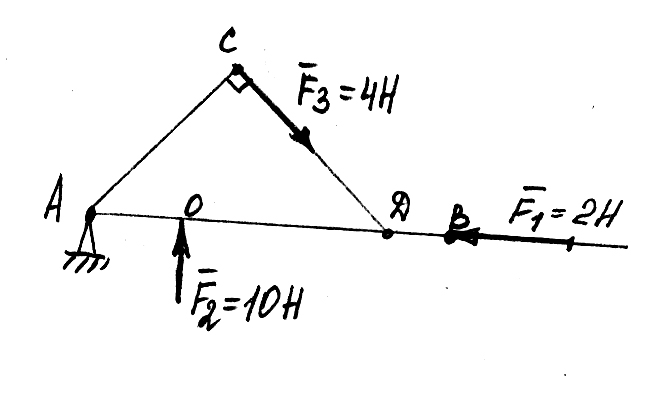 C
F̄3 = 4H
A
O
D
B
F̄1 = 2H
F̄2 = 10H